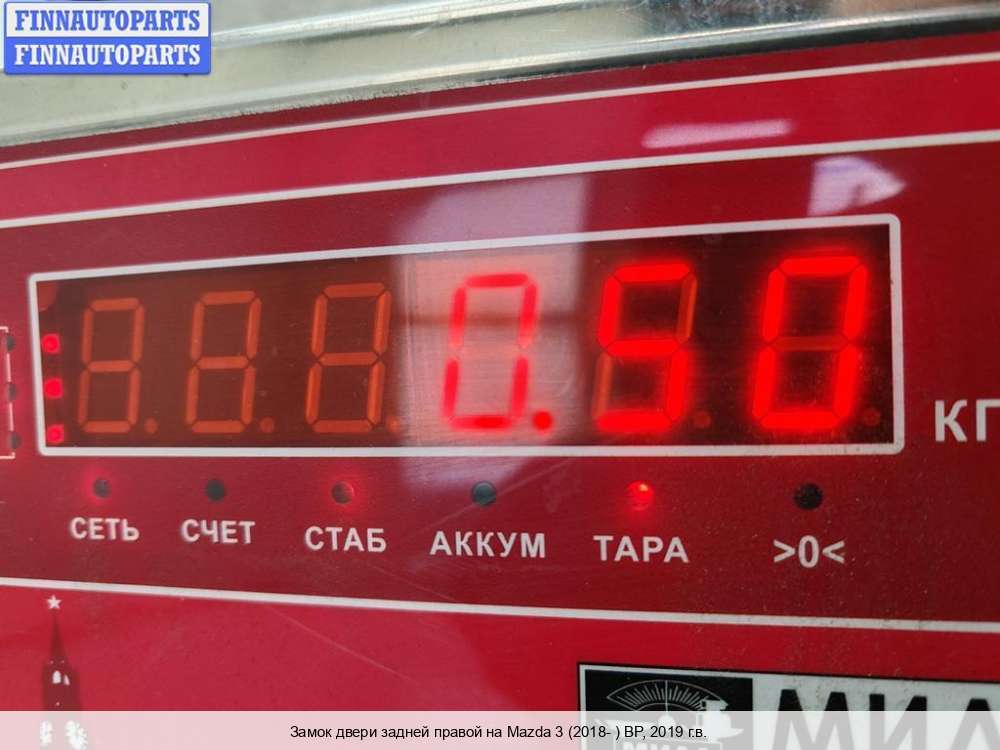 FINNAUTOPARTS
FINNAUTOPARTS
0.50
КГ
СЕТЬ СЧЕТ СТАБ АККУМ ТАРА >0<
Замок двери задней правой на Mazda 3 (2018- ) BP, 2019 г.в.